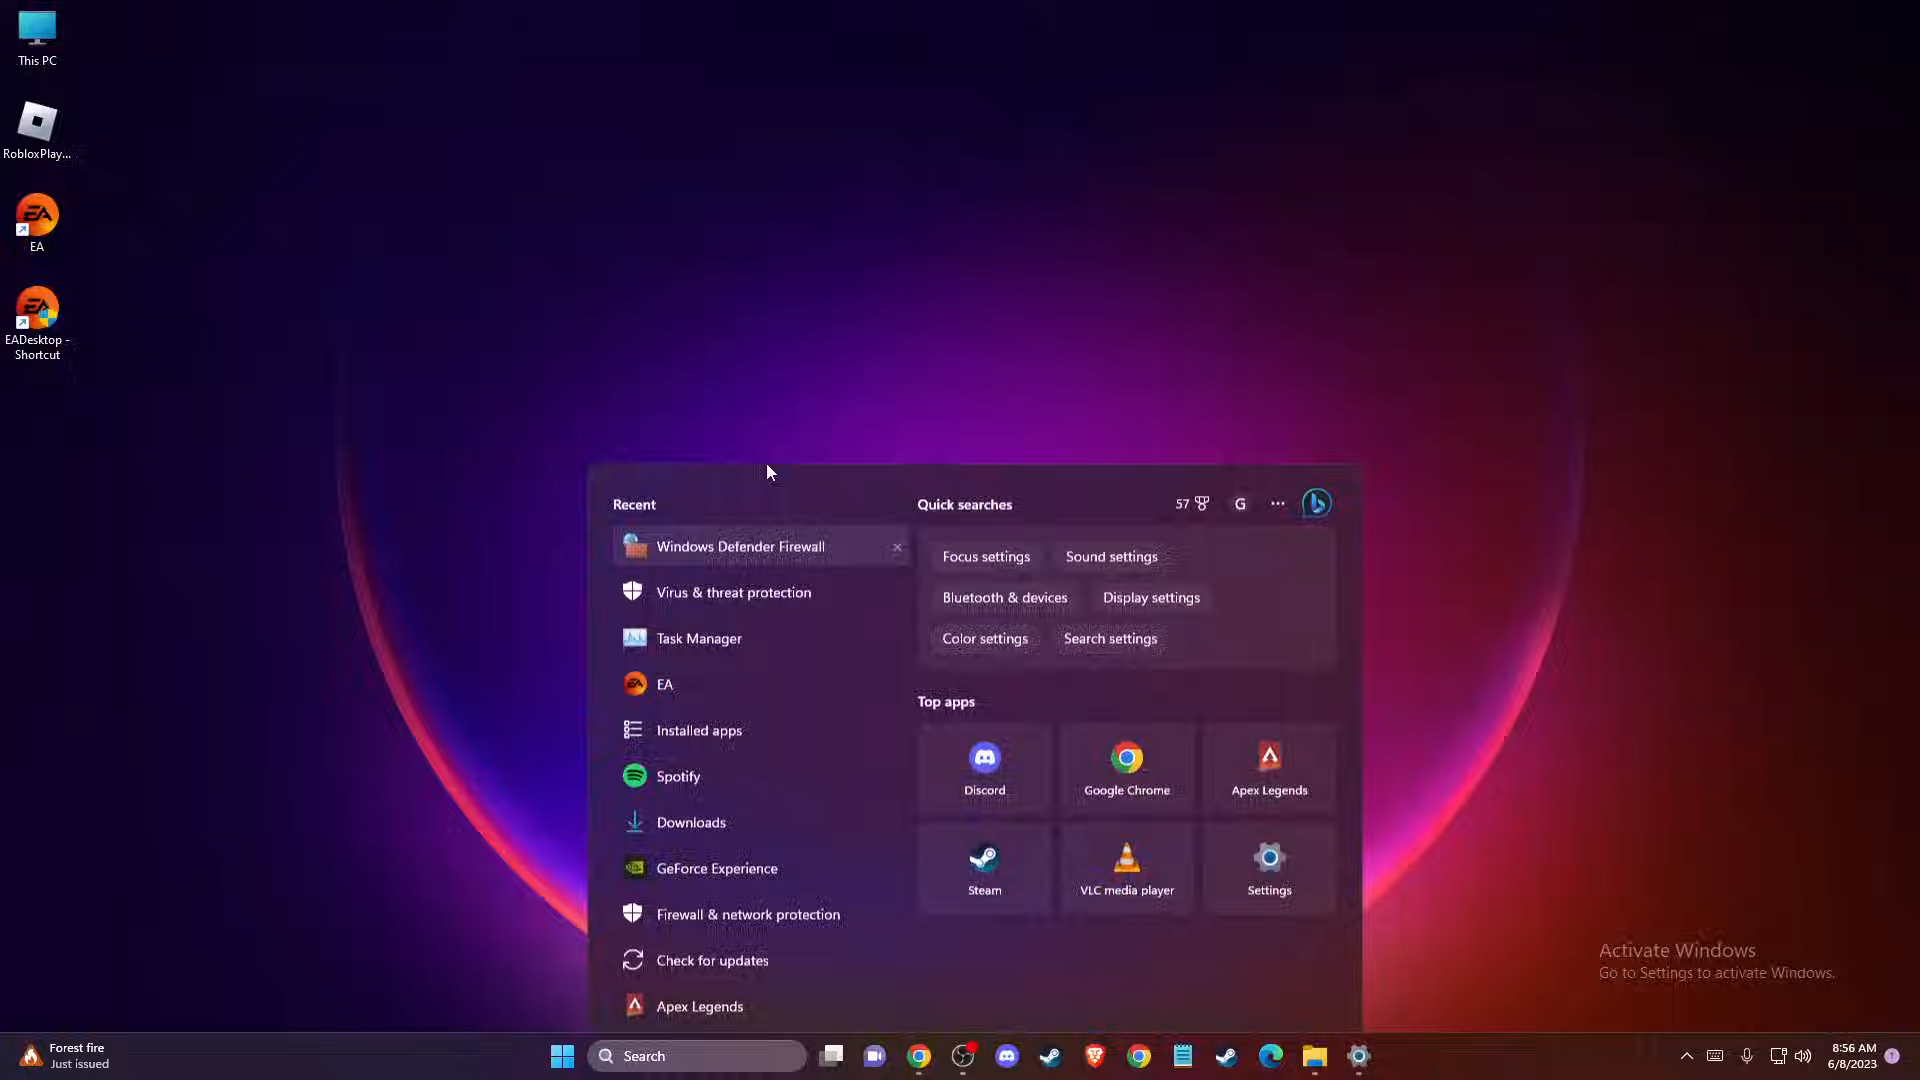 This PC
RobloxPlay...
EA
EADesktop -
Shortcut
Recent
Windows Defender Firewall
Virus & threat protection
Task Manager
EA
Installed apps
Spotify
Downloads
GeForce Experience
Firewall & network protection
Check for updates
Apex Legends
Quick searches
57
G
Focus settings
Sound settings
Bluetooth & devices
Display settings
Color settings
Search settings
Top apps
Discord
Google Chrome
Apex Legends
Steam
VLC media player
Settings
Activate Windows
Go to Settings to activate Windows.
Forest fire
Just issued
Search
8:56 AM
6/8/2023
1